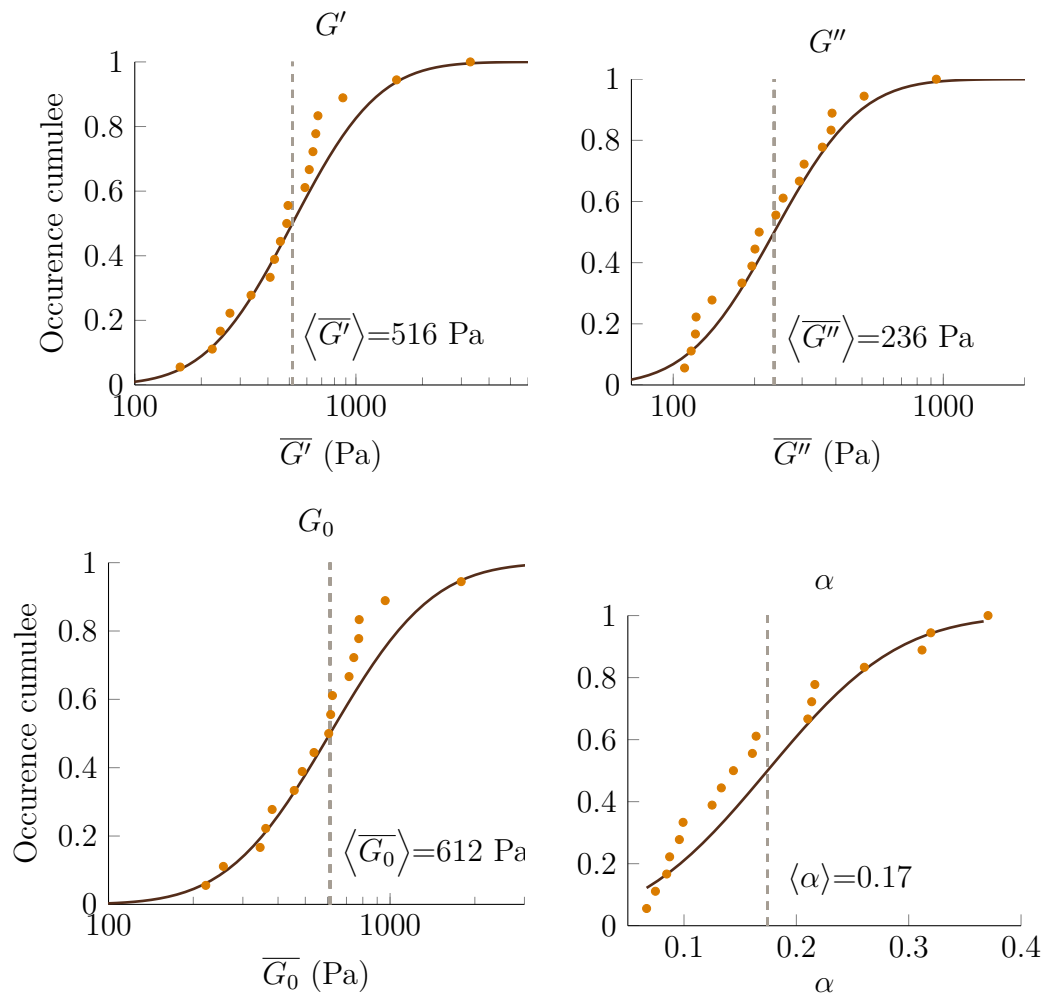 G′
Occurence cumulee
1
0.8
0.6
0.4
0.2
0
⟨G̅′̅⟩=516 Pa
100
1000
G̅′̅ (Pa)
G″
1
0.8
0.6
0.4
0.2
0
⟨G̅″̅⟩=236 Pa
100
1000
G̅″̅ (Pa)
G₀
Occurence cumulee
1
0.8
0.6
0.4
0.2
0
⟨G̅₀̅⟩=612 Pa
100
1000
G̅₀̅ (Pa)
α
1
0.8
0.6
0.4
0.2
0
⟨α⟩=0.17
0.1
0.2
0.3
0.4
α